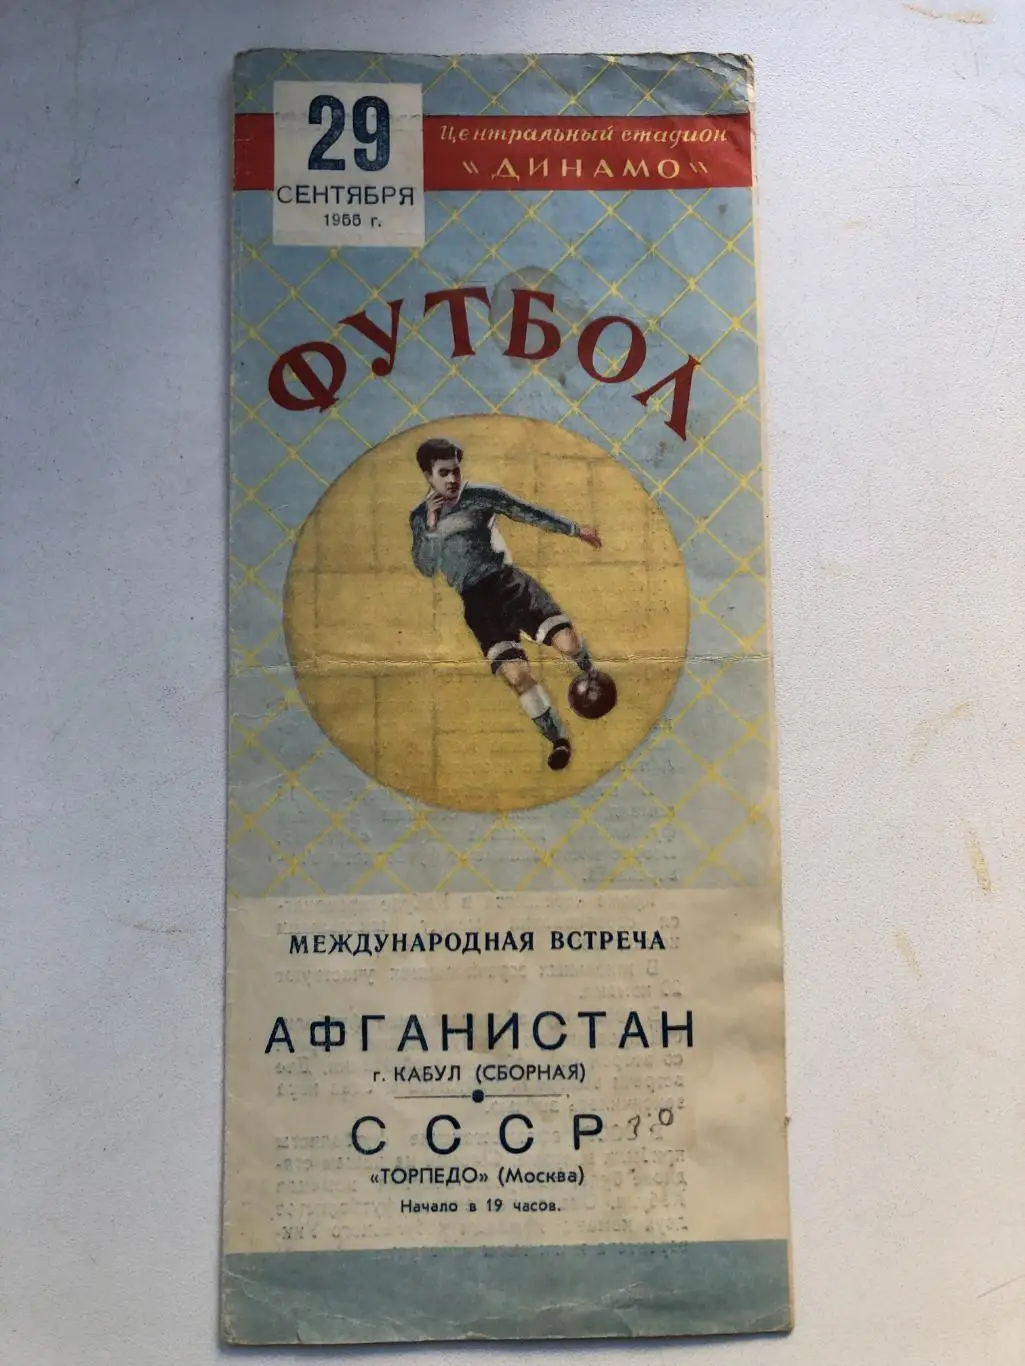 29
СЕНТЯБРЯ
1955 г.
Центральный стадион
„ДИНАМО"
ФУТБОЛ
МЕЖДУНАРОДНАЯ ВСТРЕЧА
АФГАНИСТАН
г. КАБУЛ (СБОРНАЯ)
СССР
«ТОРПЕДО» (Москва)
Начало в 19 часов.